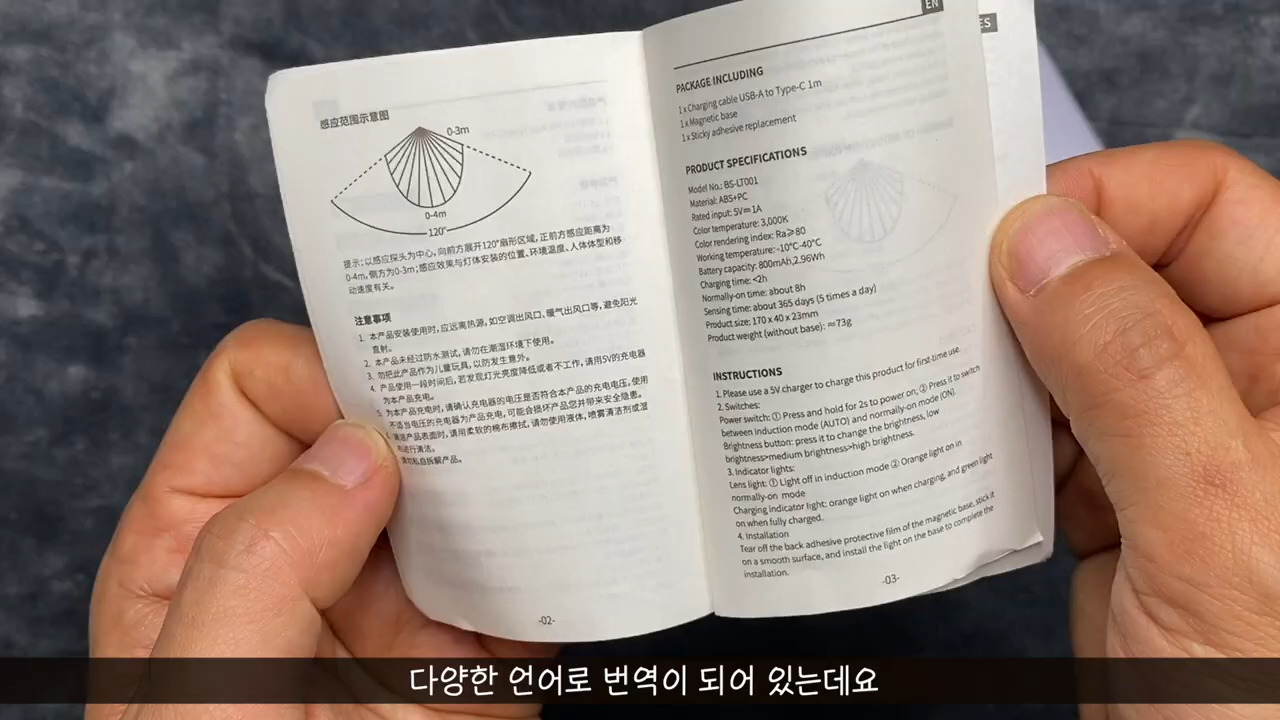 感应范围示意图
0-3m
0-4m
120°
提示：以感应探头为中心，向前方展开120°扇形区域，正前方感应距离为
0-4m，侧方为0-3m；感应效果与灯体安装的位置、环境温度、人体体型和移
动速度有关。
注意事项
1. 本产品安装使用时，应远离热源，如空调出风口、暖气出风口等，避免阳光
直射。
2. 本产品未经过防水测试，请勿在潮湿环境下使用。
3. 勿把此产品作为儿童玩具，以防发生意外。
4. 产品使用一段时间后，若发现灯光亮度降低或者不工作，请用5V的充电器
为本产品充电。
5. 为本产品充电时，请确认充电器的电压是否符合本产品的充电电压，使用
不适当电压的充电器为产品充电，可能会损坏产品您并带来安全隐患。
清洁产品表面时，请用柔软的棉布擦拭，请勿使用液体，喷雾清洁剂或湿
布进行清洁。
请勿私自拆解产品。
-02-
EN
ES
PACKAGE INCLUDING
1 x Charging cable USB-A to Type-C 1m
1 x Magnetic base
1 x Sticky adhesive replacement
PRODUCT SPECIFICATIONS
Model No.: BS-LT001
Material: ABS+PC
Rated input: 5V⎓1A
Color temperature: 3,000K
Color rendering index: Ra≥80
Working temperature: -10°C-40°C
Battery capacity: 800mAh,2.96Wh
Charging time: <2h
Normally-on time: about 8h
Sensing time: about 365 days (5 times a day)
Product size: 170 x 40 x 23mm
Product weight (without base): ≈73g
INSTRUCTIONS
1. Please use a 5V charger to charge this product for first-time use.
2. Switches:
Power switch: ① Press and hold for 2s to power on; ② Press it to switch
between induction mode (AUTO) and normally-on mode (ON).
Brightness button: press it to change the brightness, low
brightness>medium brightness>high brightness.
3. Indicator lights:
Lens light: ① Light off in induction mode ② Orange light on in
normally-on mode
Charging indicator light: orange light on when charging, and green light
on when fully charged.
4. Installation
Tear off the back adhesive protective film of the magnetic base, stick it
on a smooth surface, and install the light on the base to complete the
installation.
-03-
다양한 언어로 번역이 되어 있는데요